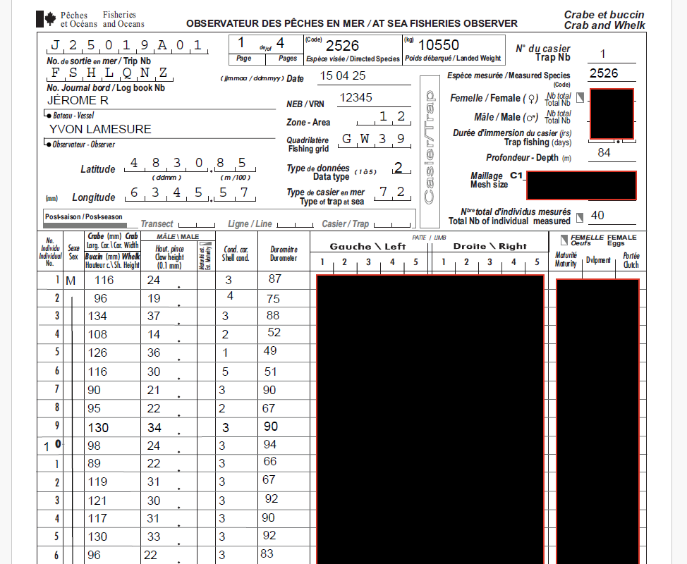 Pêches Fisheries
et Océans and Oceans
OBSERVATEUR DES PÊCHES EN MER / AT SEA FISHERIES OBSERVER
Crabe et buccin
Crab and Whelk
J 2 5 0 1 9 A 0 1
No. de sortie en mer / Trip Nb
F S H L Q N Z
No. Journal bord / Log book Nb
JÉROME R
Bateau - Vessel
YVON LAMESURE
Observateur - Observer
1 de/of 4
Page Pages
(Code) 2526
Espèce visée / Directed Species
(kg) 10550
Poids débarqué / Landed Weight
N° du casier
Trap Nb 1
(jjmmaa / ddmmyy) Date 15 04 25
Espèce mesurée / Measured Species 2526
(Code)
NEB / VRN 12345
Femelle / Female (♀) Nb total
Total Nb
Zone - Area 1 2
Mâle / Male (♂) Nb total
Total Nb
Quadrilatère
Fishing grid G W 3 9
Durée d'immersion du casier (jrs)
Trap fishing (days)
Casier/Trap
Profondeur - Depth (m) 84
Latitude 4 8 3 0 . 8 5
(ddmm) (m /100)
Type de données (1 à 5) 2
Data type
Maillage C1
Mesh size
(mm) Longitude 6 3 4 5 . 5 7
Type de casier en mer 7 2
Type of trap at sea
Nbre total d'individus mesurés
Total Nb of individual measured 40
Post-saison / Post-season
Transect Ligne / Line Casier / Trap
No. Individu Individual No.
Sexe Sex
Crabe (mm) Crab
Larg. Car. \ Car. Width
Buccin (mm) Whelk
Hauteur c.\ Sh. Height
MÂLE \ MALE
Haut. pince
Claw height
(0.1 mm)
Cond. car.
Shell cond.
Duromètre
Durometer
PATTE / LIMB
Gauche \ Left Droite \ Right
1 2 3 4 5 1 2 3 4 5
FEMELLE FEMALE
Oeufs Eggs
Maturité
Maturity
Dvlpment
Portée
Clutch
1 M 116 24 . 3 87
2 96 19 . 4 75
3 134 37 . 3 88
4 108 14 . 2 52
5 126 36 . 1 49
6 116 30 . 5 51
7 90 21 . 3 90
8 95 22 . 2 67
9 130 34 . 3 90
1 0 98 24 . 3 94
1 89 22 . 3 66
2 119 31 . 3 67
3 121 30 . 3 92
4 117 31 . 3 90
5 130 33 . 3 92
6 96 22 . 3 83